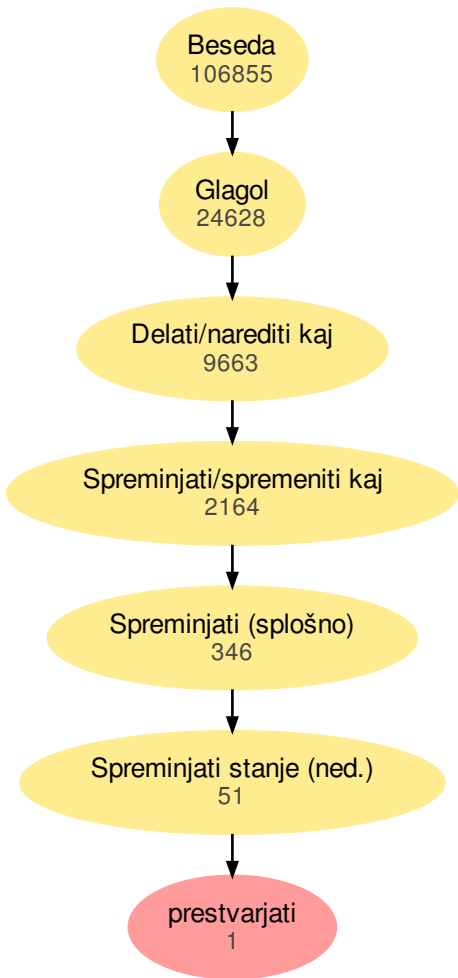 Beseda
106855
Glagol
24628
Delati/narediti kaj
9663
Spreminjati/spremeniti kaj
2164
Spreminjati (splošno)
346
Spreminjati stanje (ned.)
51
prestvarjati
1